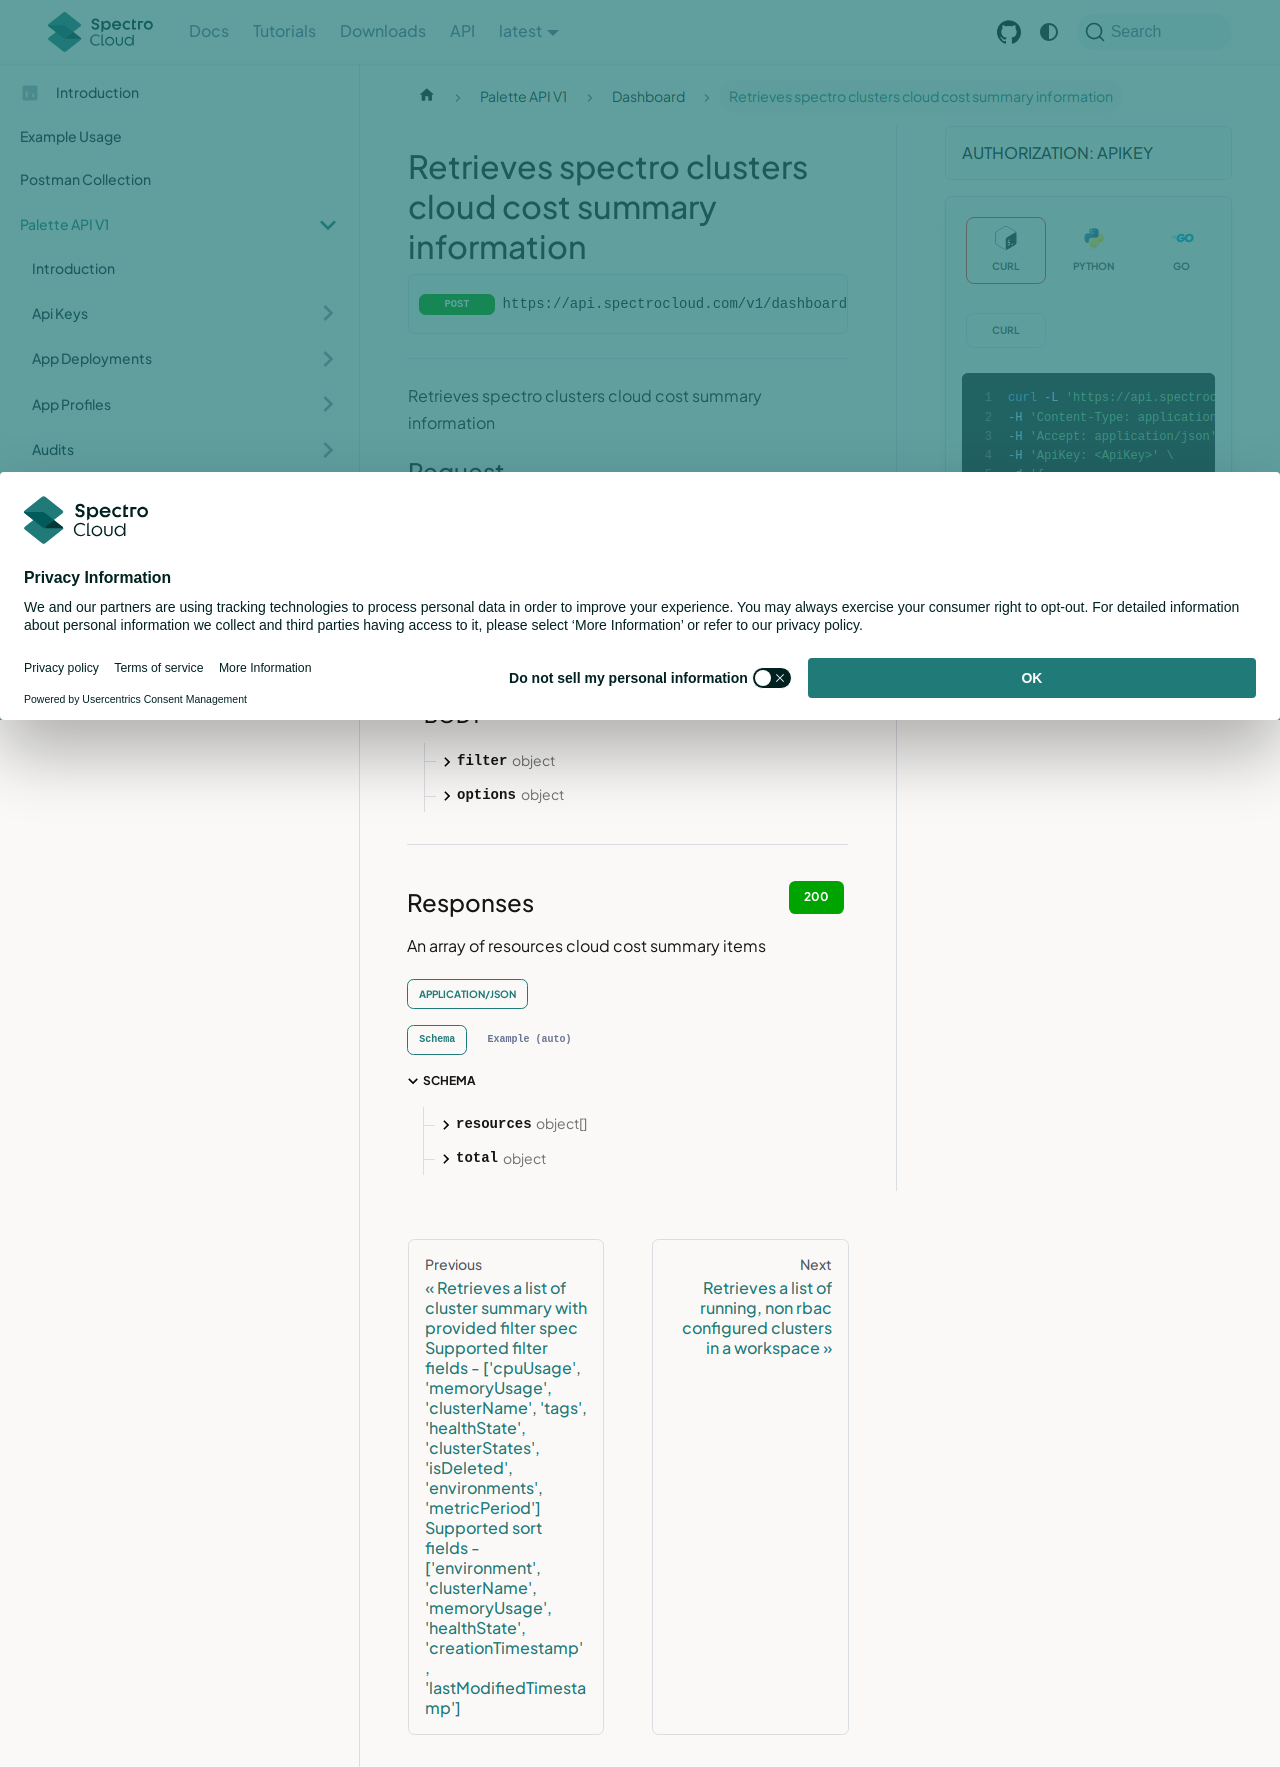 Spectro Cloud
Docs
Tutorials
Downloads
API
latest
Search
Introduction
Example Usage
Postman Collection
Palette API V1
Introduction
Api Keys
App Deployments
App Profiles
Audits
Palette API V1
Dashboard
Retrieves spectro clusters cloud cost summary information
Retrieves spectro clusters
cloud cost summary
information
POST https://api.spectrocloud.com/v1/dashboard
Retrieves spectro clusters cloud cost summary
information
Request
AUTHORIZATION: APIKEY
CURL
PYTHON
GO
CURL
1 curl -L 'https://api.spectroc
2 -H 'Content-Type: application
3 -H 'Accept: application/json'
4 -H 'ApiKey: <ApiKey>' \
Spectro
Cloud
Privacy Information
We and our partners are using tracking technologies to process personal data in order to improve your experience. You may always exercise your consumer right to opt-out. For detailed information
about personal information we collect and third parties having access to it, please select ‘More Information’ or refer to our privacy policy.
Privacy policy
Terms of service
More Information
Do not sell my personal information
OK
Powered by Usercentrics Consent Management
BODY
filter object
options object
Responses
200
An array of resources cloud cost summary items
APPLICATION/JSON
Schema
Example (auto)
SCHEMA
resources object[]
total object
Previous
« Retrieves a list of
cluster summary with
provided filter spec
Supported filter
fields - ['cpuUsage',
'memoryUsage',
'clusterName', 'tags',
'healthState',
'clusterStates',
'isDeleted',
'environments',
'metricPeriod']
Supported sort
fields -
['environment',
'clusterName',
'memoryUsage',
'healthState',
'creationTimestamp'
,
'lastModifiedTimesta
mp']
Next
Retrieves a list of
running, non rbac
configured clusters
in a workspace »